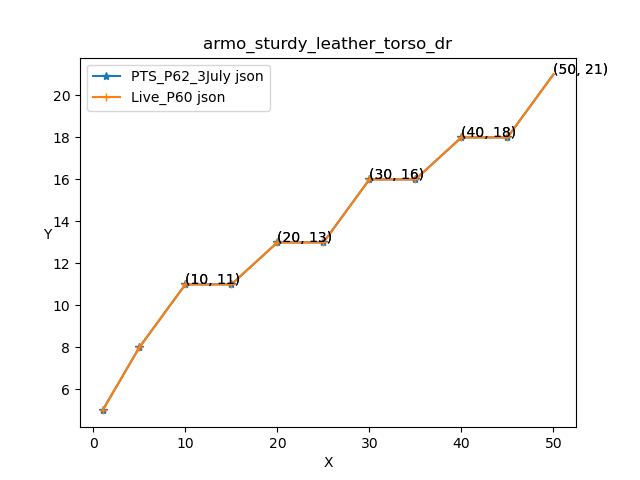 armo_sturdy_leather_torso_dr
PTS_P62_3July json
Live_P60 json
(50, 21)
(40, 18)
(30, 16)
(20, 13)
(10, 11)
Y
20
18
16
14
12
10
8
6
0 10 20 30 40 50
X